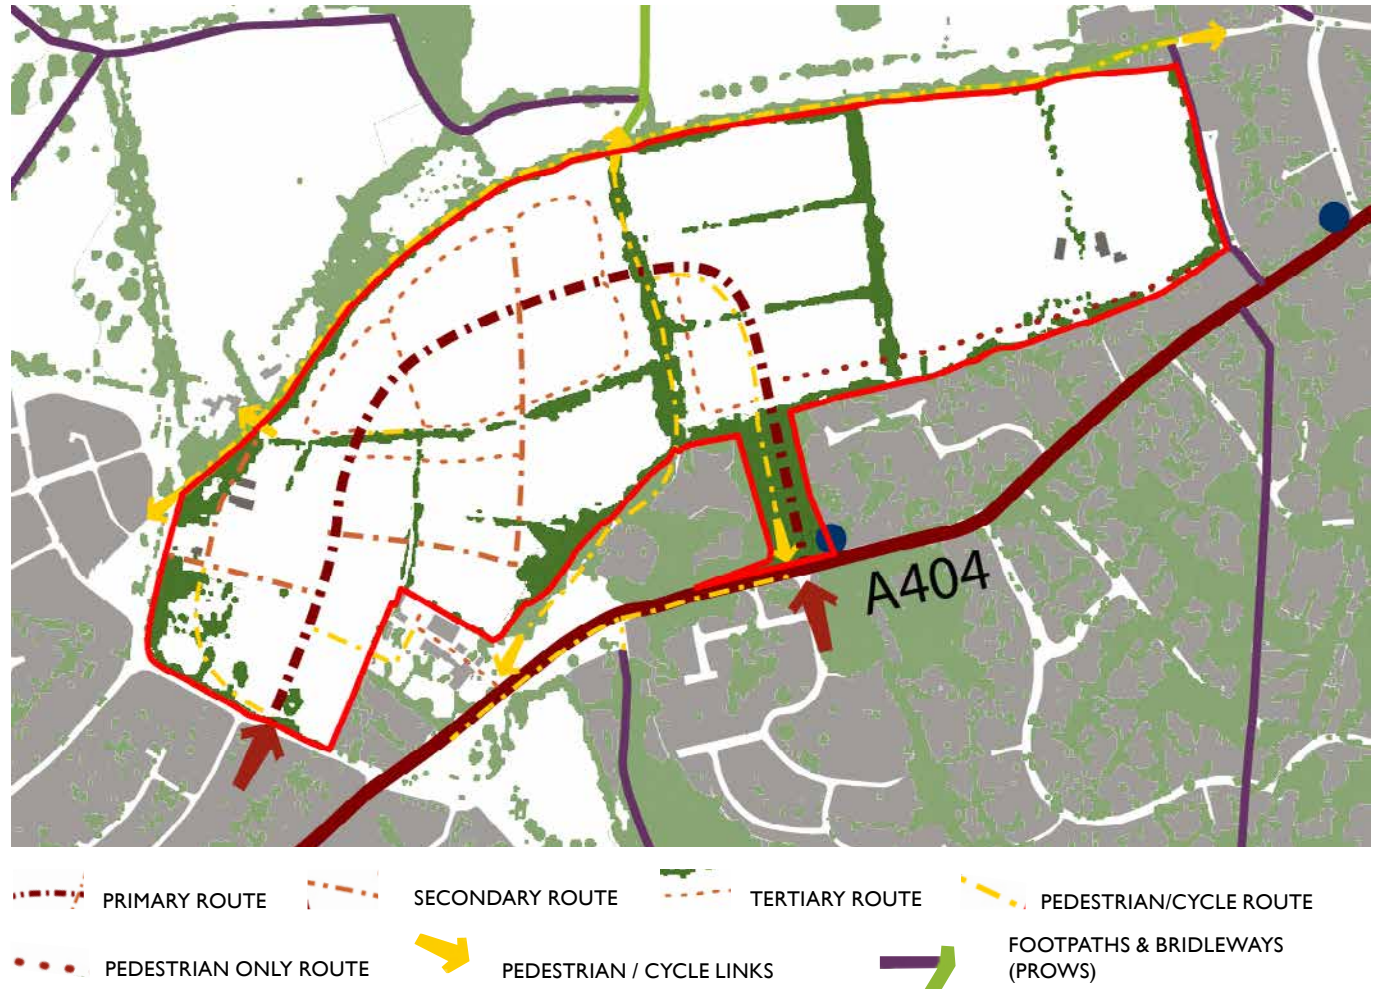 A404
PRIMARY ROUTE
SECONDARY ROUTE
TERTIARY ROUTE
PEDESTRIAN/CYCLE ROUTE
PEDESTRIAN ONLY ROUTE
PEDESTRIAN / CYCLE LINKS
FOOTPATHS & BRIDLEWAYS
(PROWS)